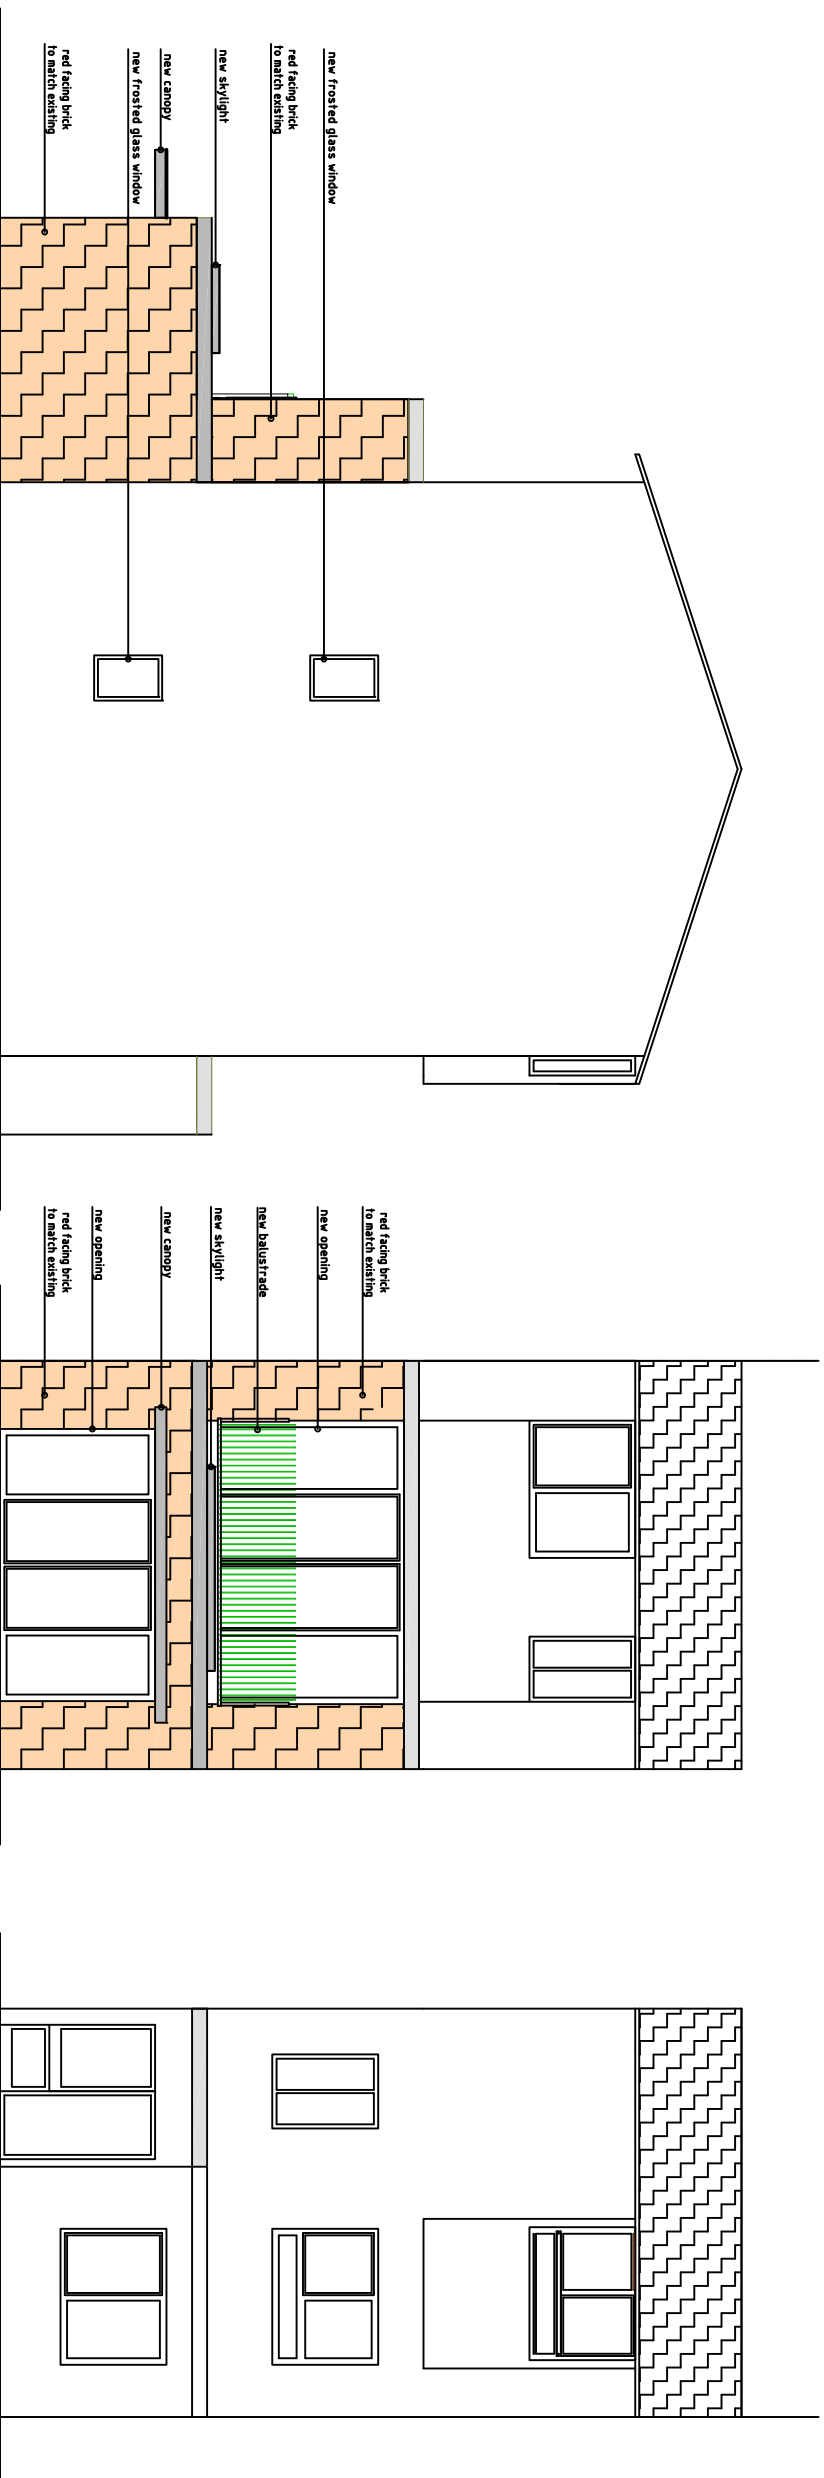 new frosted glass window
red facing brick
to match existing
new skylight
new canopy
new frosted glass window
red facing brick
to match existing
red facing brick
to match existing
new opening
new balustrade
new skylight
new canopy
new opening
red facing brick
to match existing